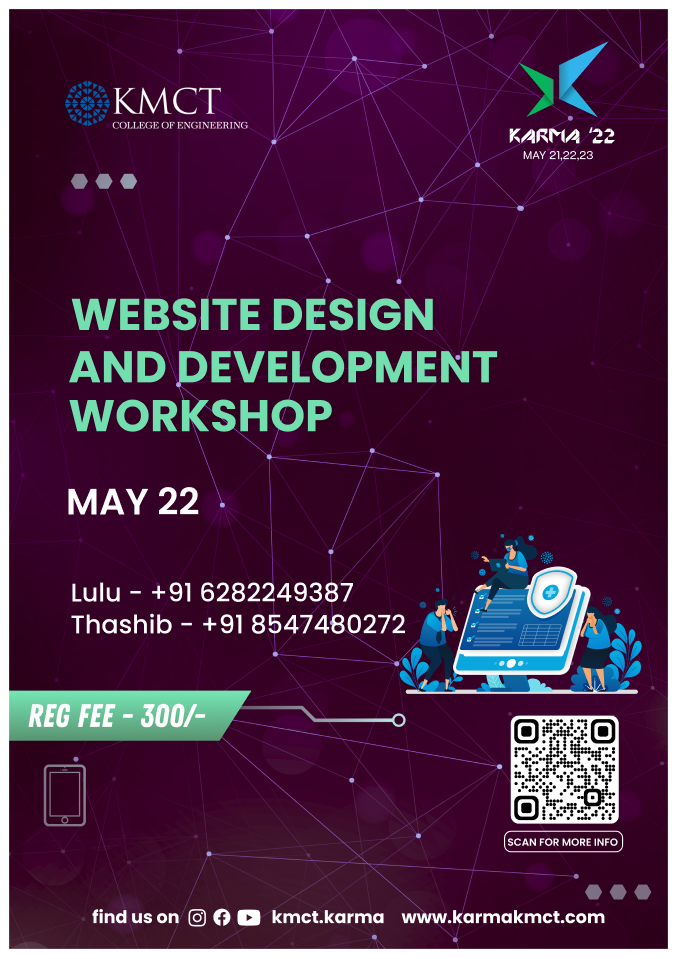 KMCT
COLLEGE OF ENGINEERING
KARMA '22
MAY 21,22,23
WEBSITE DESIGN
AND DEVELOPMENT
WORKSHOP
MAY 22
Lulu - +91 6282249387
Thashib - +91 8547480272
REG FEE - 300/-
SCAN FOR MORE INFO
find us on kmct.karma www.karmakmct.com